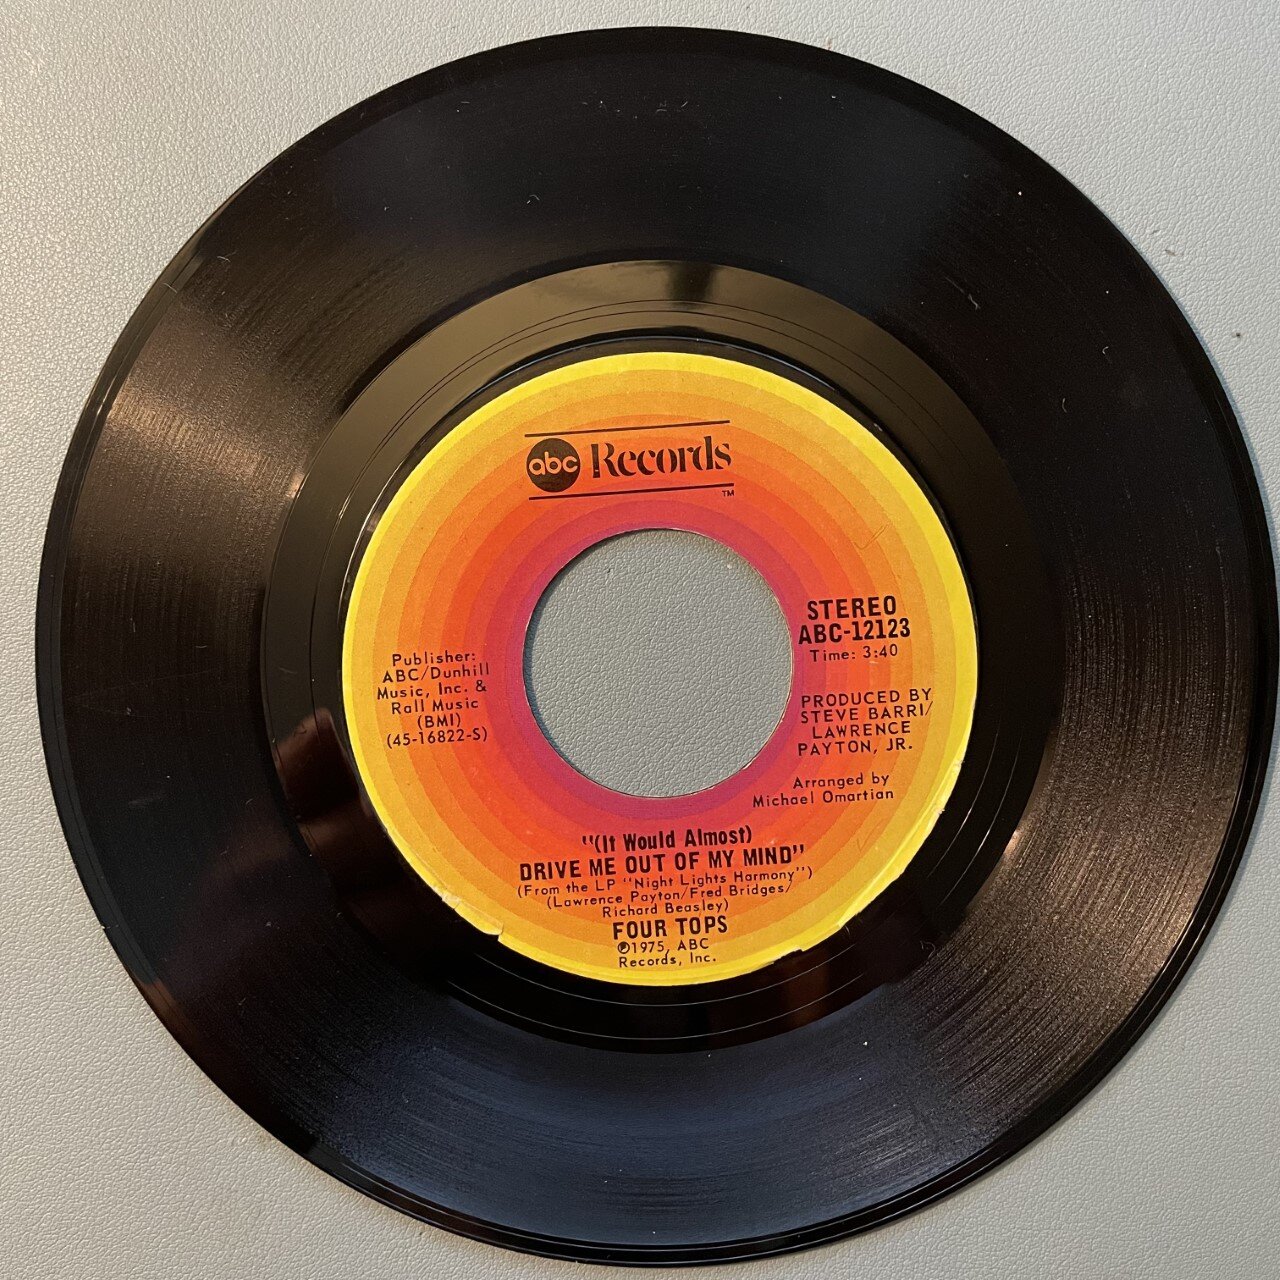 abc Records
TM
STEREO
ABC-12123
Time: 3:40
Publisher:
ABC/Dunhill
Music, Inc. &
Rall Music
(BMI)
(45-16822-S)
PRODUCED BY
STEVE BARRI/
LAWRENCE
PAYTON, JR.
Arranged by
Michael Omartian
"(It Would Almost)
DRIVE ME OUT OF MY MIND"
(From the LP "Night Lights Harmony")
(Lawrence Payton/Fred Bridges/
Richard Beasley)
FOUR TOPS
℗1975, ABC
Records, Inc.